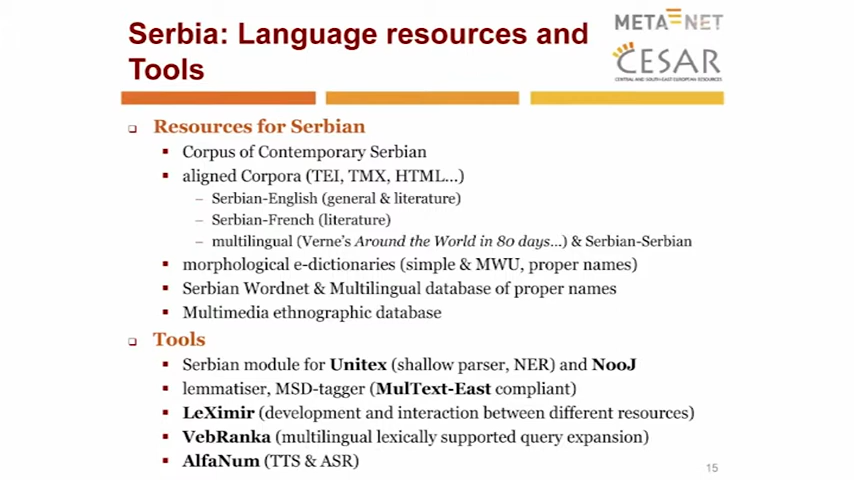 Serbia: Language resources and
Tools
META NET
CESAR
CENTRAL AND SOUTH-EAST EUROPEAN RESOURCES
Resources for Serbian
Corpus of Contemporary Serbian
aligned Corpora (TEI, TMX, HTML...)
– Serbian-English (general & literature)
– Serbian-French (literature)
– multilingual (Verne's Around the World in 80 days...) & Serbian-Serbian
morphological e-dictionaries (simple & MWU, proper names)
Serbian Wordnet & Multilingual database of proper names
Multimedia ethnographic database
Tools
Serbian module for Unitex (shallow parser, NER) and NooJ
lemmatiser, MSD-tagger (MulText-East compliant)
LeXimir (development and interaction between different resources)
VebRanka (multilingual lexically supported query expansion)
AlfaNum (TTS & ASR)
15